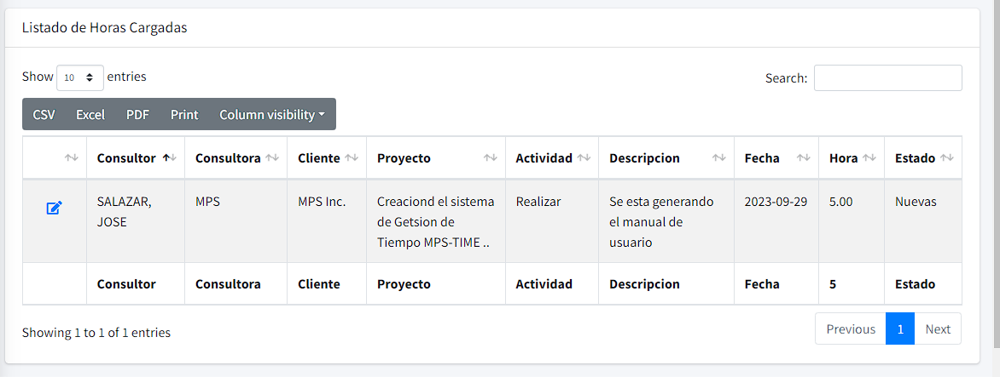 Listado de Horas Cargadas
Show 10 entries
Search:
CSV Excel PDF Print Column visibility
Consultor Consultora Cliente Proyecto Actividad Descripcion Fecha Hora Estado
SALAZAR, MPS MPS Inc. Creaciond el sistema Realizar Se esta generando 2023-09-29 5.00 Nuevas
JOSE de Getsion de el manual de
Tiempo MPS-TIME .. usuario
Consultor Consultora Cliente Proyecto Actividad Descripcion Fecha 5 Estado
Showing 1 to 1 of 1 entries
Previous 1 Next